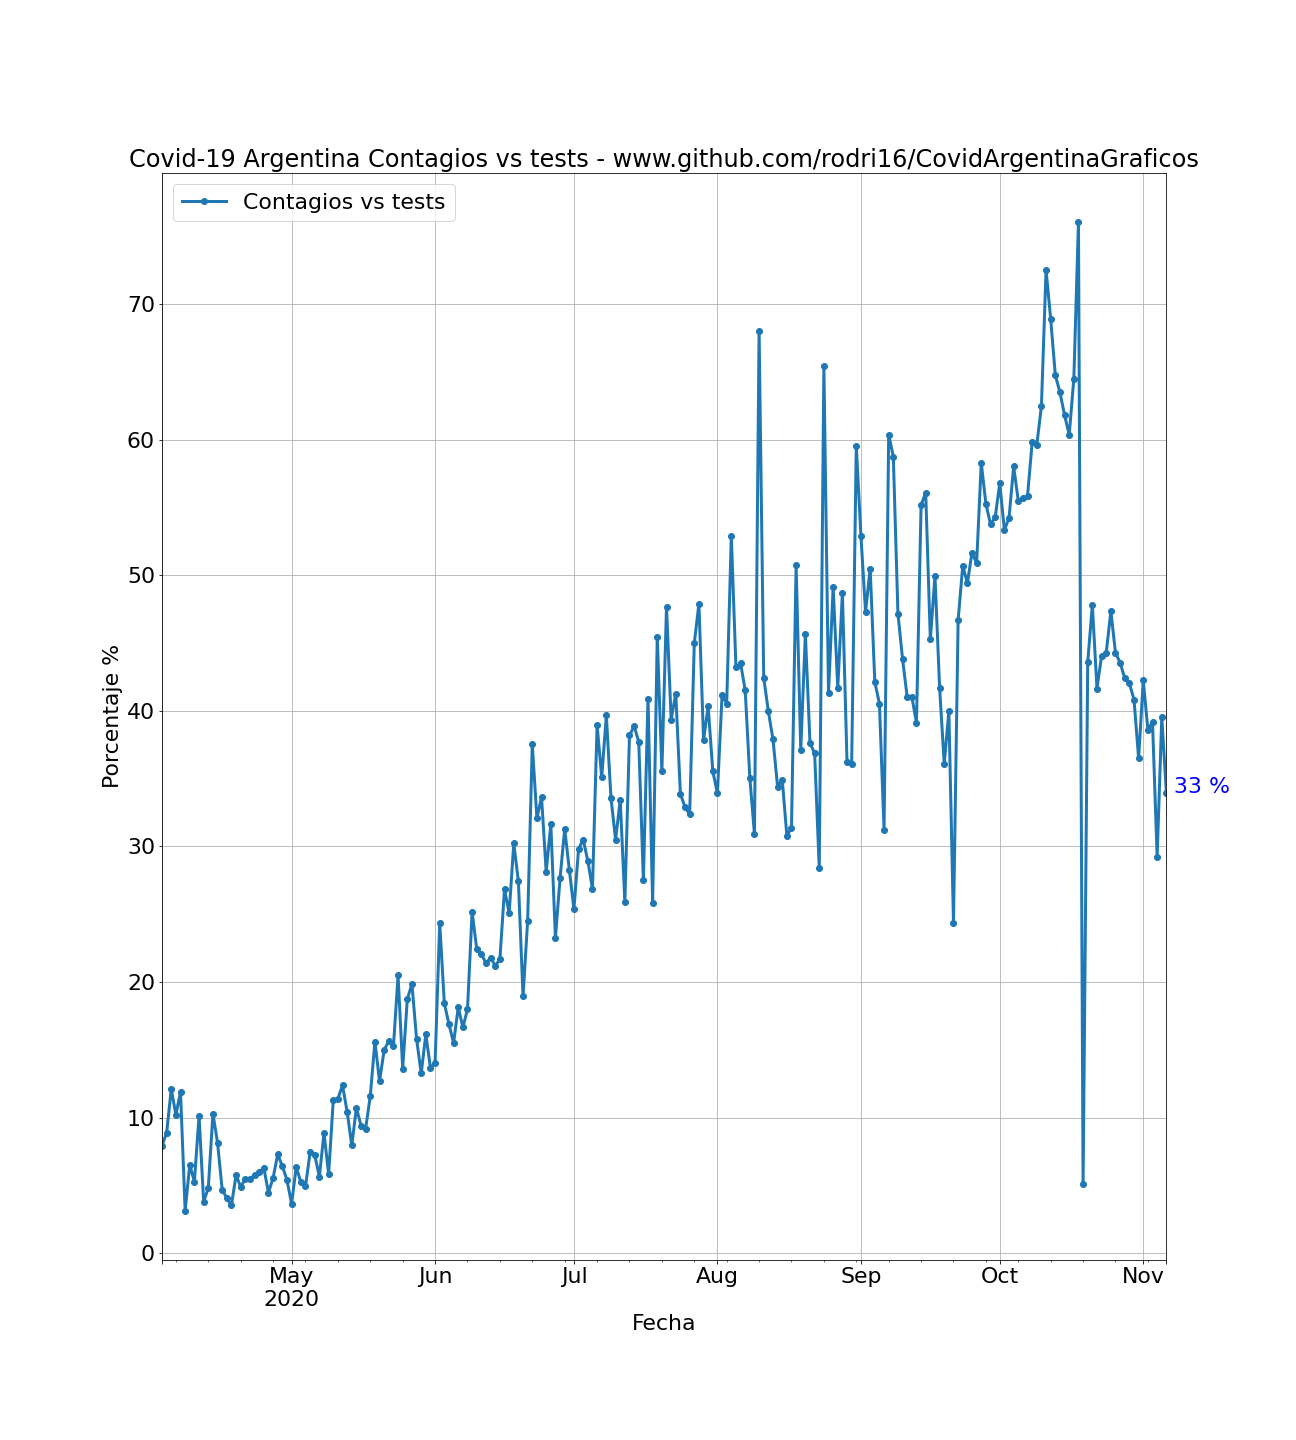 Covid-19 Argentina Contagios vs tests - www.github.com/rodri16/CovidArgentinaGraficos
Contagios vs tests
70
60
50
40
30
20
10
0
Porcentaje %
33 %
May Jun Jul Aug Sep Oct Nov
2020
Fecha